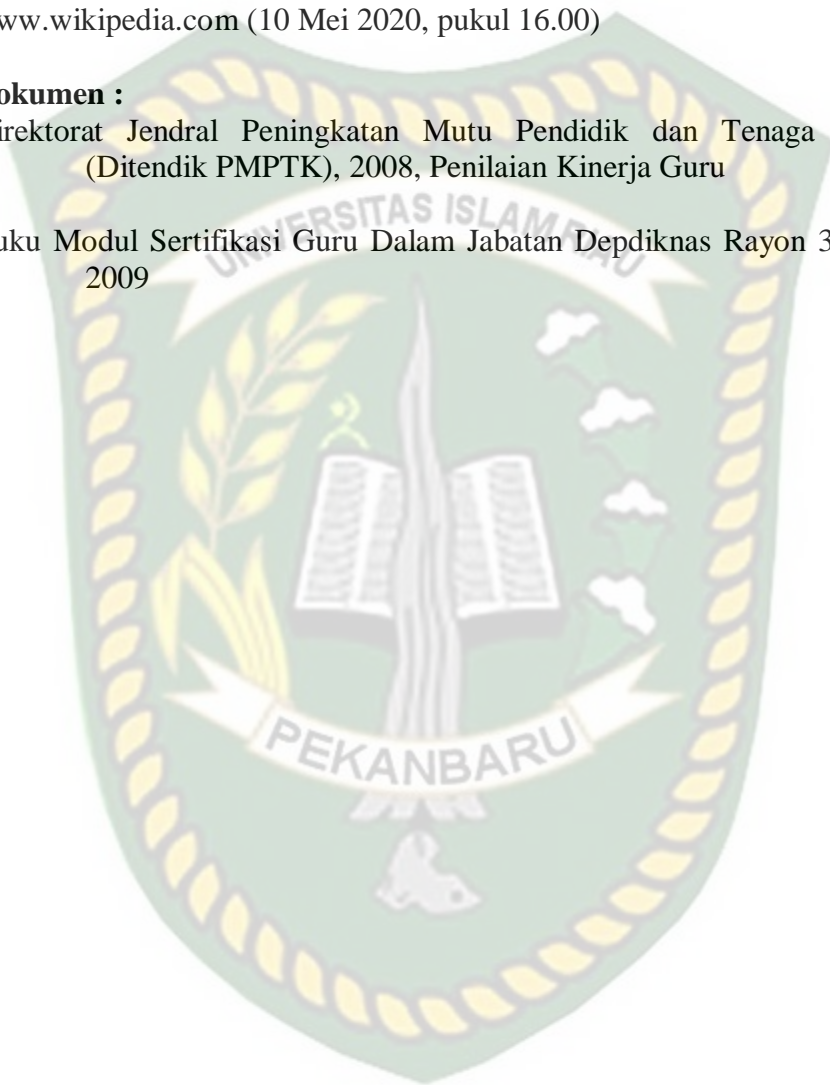 ww.wikipedia.com (10 Mei 2020, pukul 16.00)
okumen :
irektorat Jendral Peningkatan Mutu Pendidik dan Tenaga
(Ditendik PMPTK), 2008, Penilaian Kinerja Guru
UNIVERSITAS ISLAM RIAU
uku Modul Sertifikasi Guru Dalam Jabatan Depdiknas Rayon 3
2009
PEKANBARU